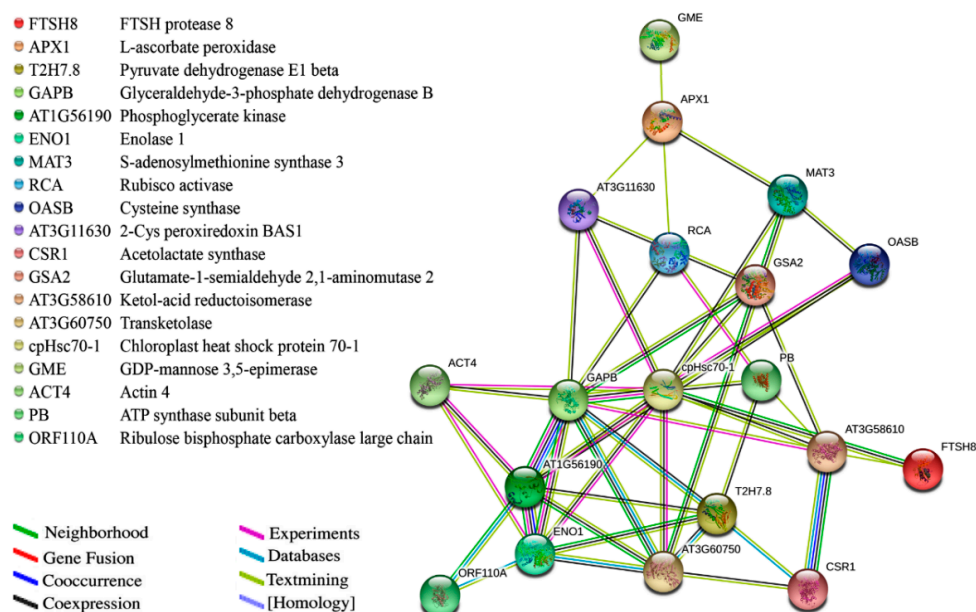 FTSH8 FTSH protease 8
APX1 L-ascorbate peroxidase
T2H7.8 Pyruvate dehydrogenase E1 beta
GAPB Glyceraldehyde-3-phosphate dehydrogenase B
AT1G56190 Phosphoglycerate kinase
ENO1 Enolase 1
MAT3 S-adenosylmethionine synthase 3
RCA Rubisco activase
OASB Cysteine synthase
AT3G11630 2-Cys peroxiredoxin BAS1
CSR1 Acetolactate synthase
GSA2 Glutamate-1-semialdehyde 2,1-aminomutase 2
AT3G58610 Ketol-acid reductoisomerase
AT3G60750 Transketolase
cpHsc70-1 Chloroplast heat shock protein 70-1
GME GDP-mannose 3,5-epimerase
ACT4 Actin 4
PB ATP synthase subunit beta
ORF110A Ribulose bisphosphate carboxylase large chain
Neighborhood
Gene Fusion
Cooccurrence
Coexpression
Experiments
Databases
Textmining
[Homology]
GME
APX1
MAT3
AT3G11630
RCA
OASB
GSA2
PB
cpHsc70-1
ACT4
GAPB
AT3G58610
FTSH8
AT1G56190
T2H7.8
ENO1
AT3G60750
CSR1
ORF110A